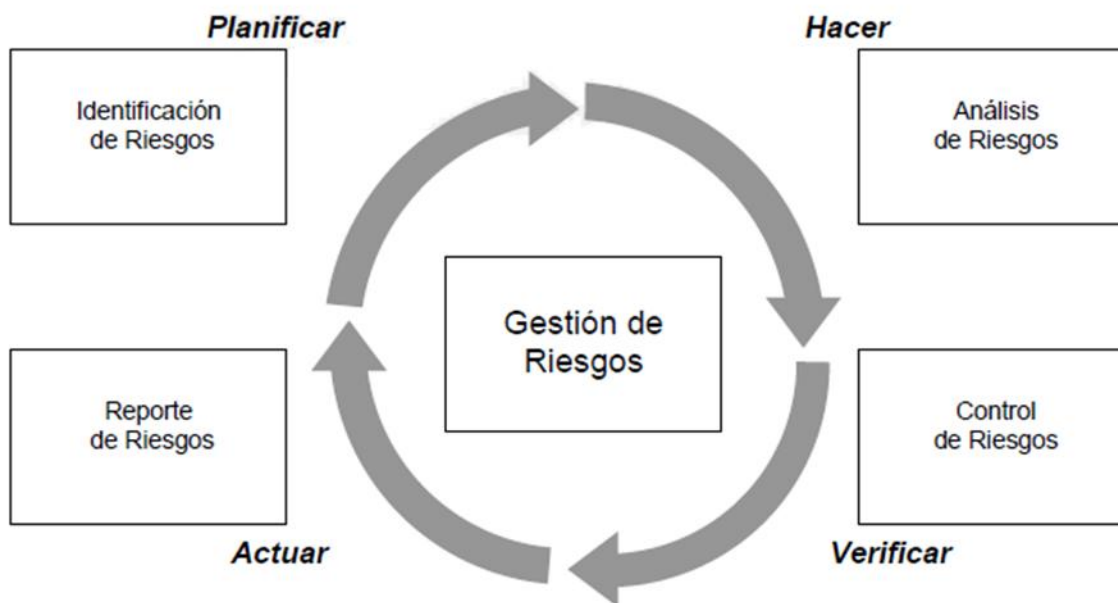 Planificar
Hacer
Identificación
de Riesgos
Análisis
de Riesgos
Gestión de
Riesgos
Reporte
de Riesgos
Control
de Riesgos
Actuar
Verificar